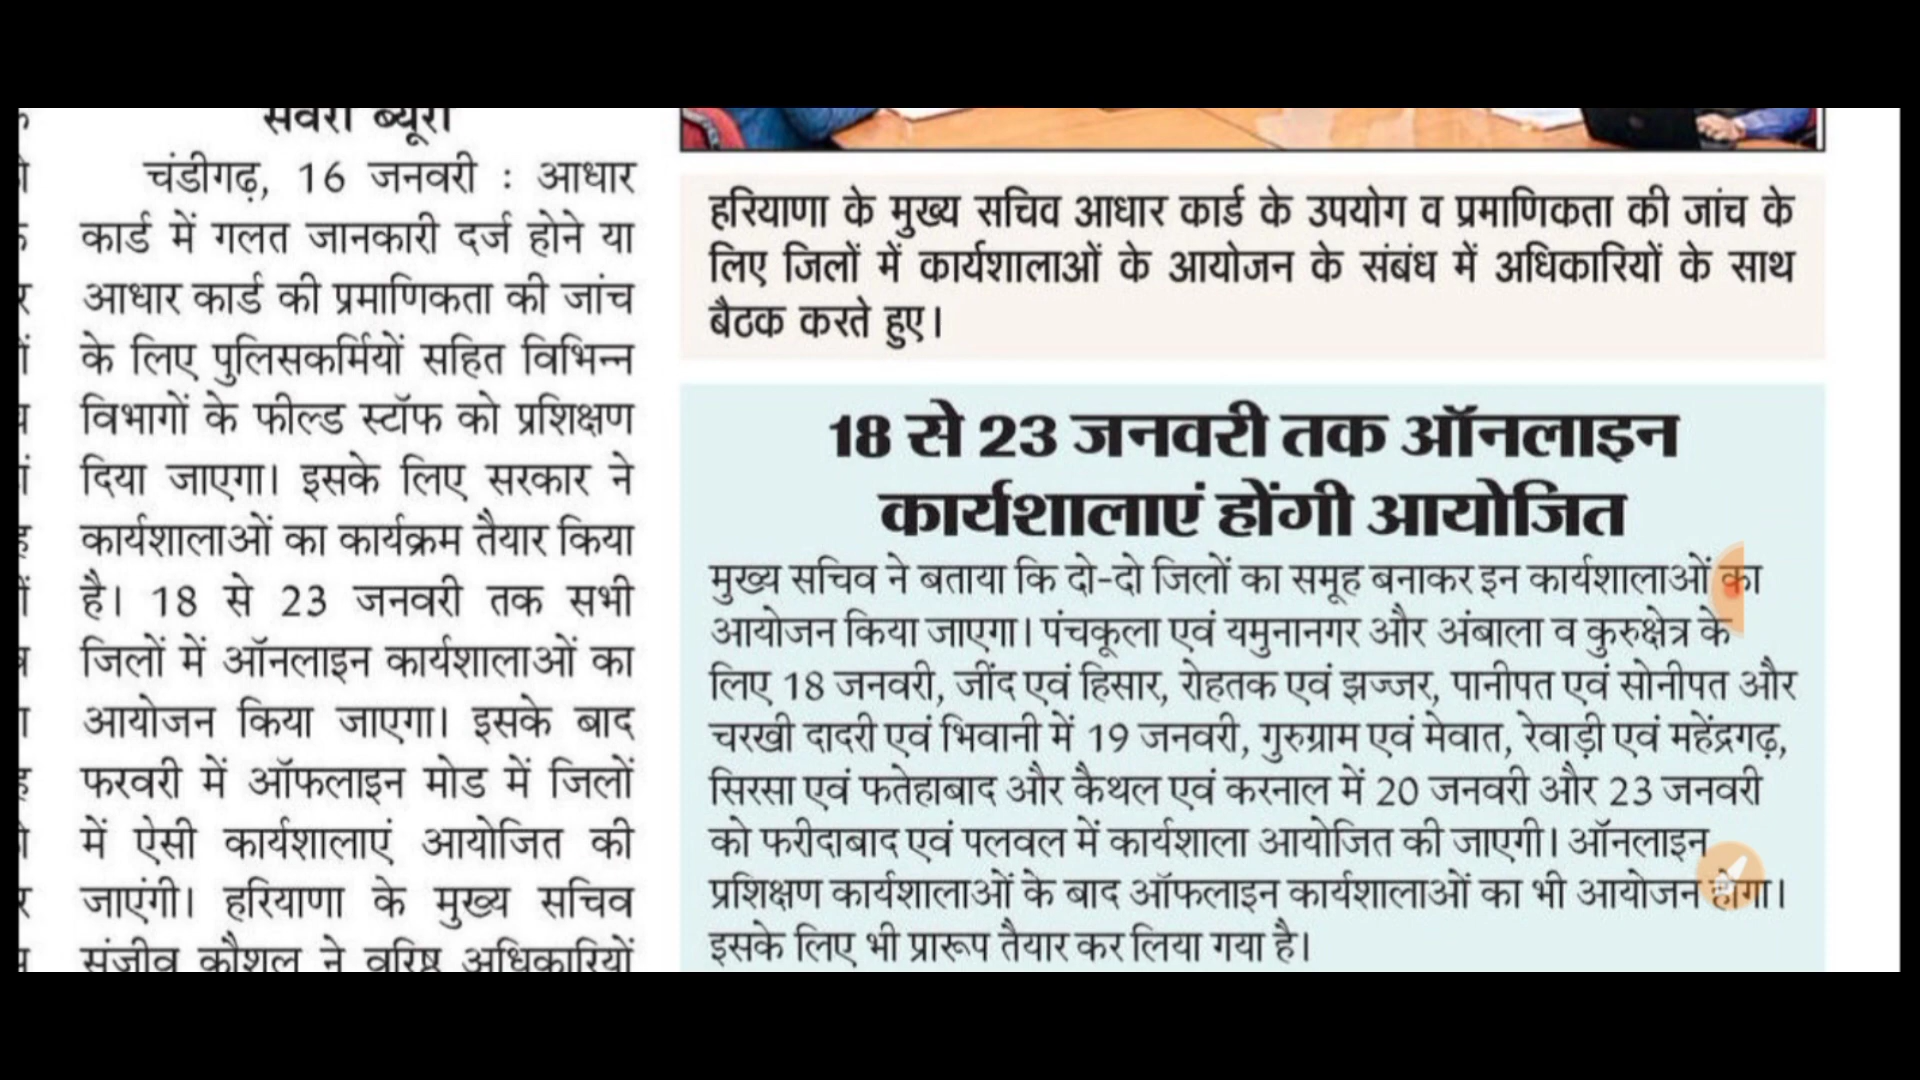 सवेरा ब्यूरो
चंडीगढ़, 16 जनवरी : आधार
कार्ड में गलत जानकारी दर्ज होने या
आधार कार्ड की प्रमाणिकता की जांच
के लिए पुलिसकर्मियों सहित विभिन्न
विभागों के फील्ड स्टॉफ को प्रशिक्षण
दिया जाएगा। इसके लिए सरकार ने
कार्यशालाओं का कार्यक्रम तैयार किया
है। 18 से 23 जनवरी तक सभी
जिलों में ऑनलाइन कार्यशालाओं का
आयोजन किया जाएगा। इसके बाद
फरवरी में ऑफलाइन मोड में जिलों
में ऐसी कार्यशालाएं आयोजित की
जाएंगी। हरियाणा के मुख्य सचिव
संजीव कौशल ने वरिष्ठ अधिकारियों
हरियाणा के मुख्य सचिव आधार कार्ड के उपयोग व प्रमाणिकता की जांच के
लिए जिलों में कार्यशालाओं के आयोजन के संबंध में अधिकारियों के साथ
बैठक करते हुए।
18 से 23 जनवरी तक ऑनलाइन
कार्यशालाएं होंगी आयोजित
मुख्य सचिव ने बताया कि दो-दो जिलों का समूह बनाकर इन कार्यशालाओं का
आयोजन किया जाएगा। पंचकूला एवं यमुनानगर और अंबाला व कुरुक्षेत्र के
लिए 18 जनवरी, जींद एवं हिसार, रोहतक एवं झज्जर, पानीपत एवं सोनीपत और
चरखी दादरी एवं भिवानी में 19 जनवरी, गुरुग्राम एवं मेवात, रेवाड़ी एवं महेंद्रगढ़,
सिरसा एवं फतेहाबाद और कैथल एवं करनाल में 20 जनवरी और 23 जनवरी
को फरीदाबाद एवं पलवल में कार्यशाला आयोजित की जाएगी। ऑनलाइन
प्रशिक्षण कार्यशालाओं के बाद ऑफलाइन कार्यशालाओं का भी आयोजन होगा।
इसके लिए भी प्रारूप तैयार कर लिया गया है।